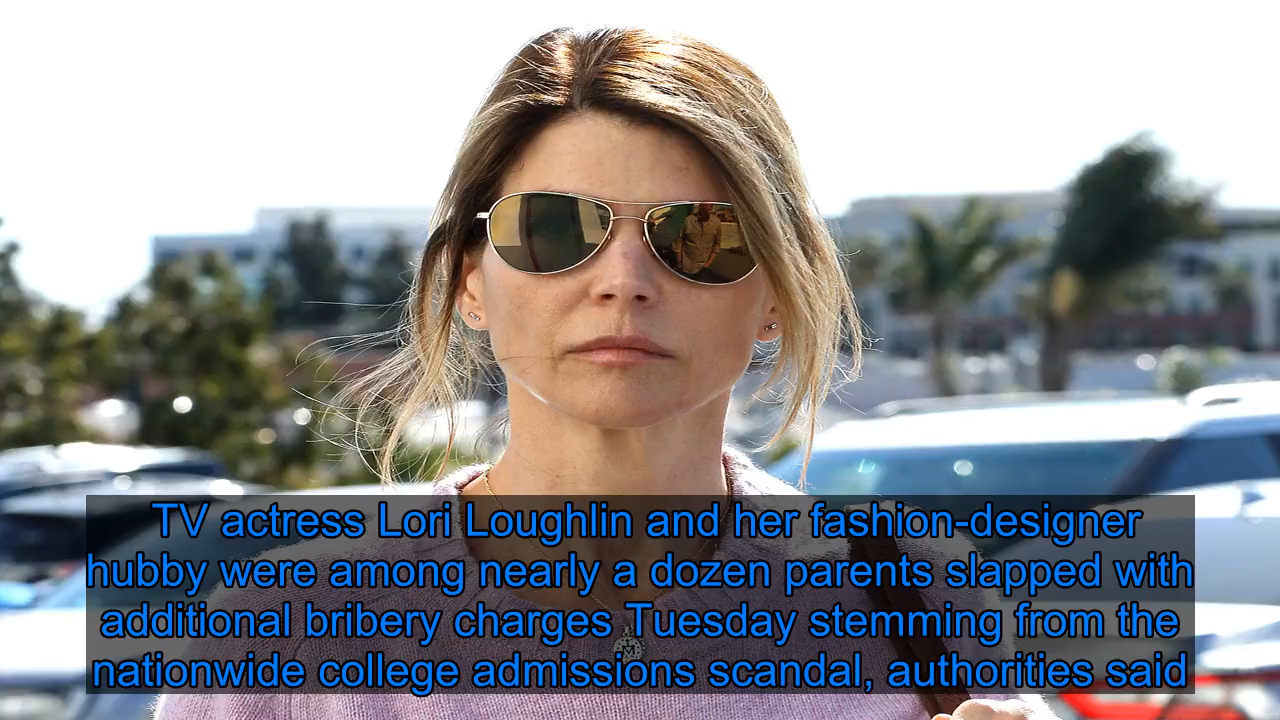 TV actress Lori Loughlin and her fashion-designer
hubby were among nearly a dozen parents slapped with
additional bribery charges Tuesday stemming from the
nationwide college admissions scandal, authorities said
M